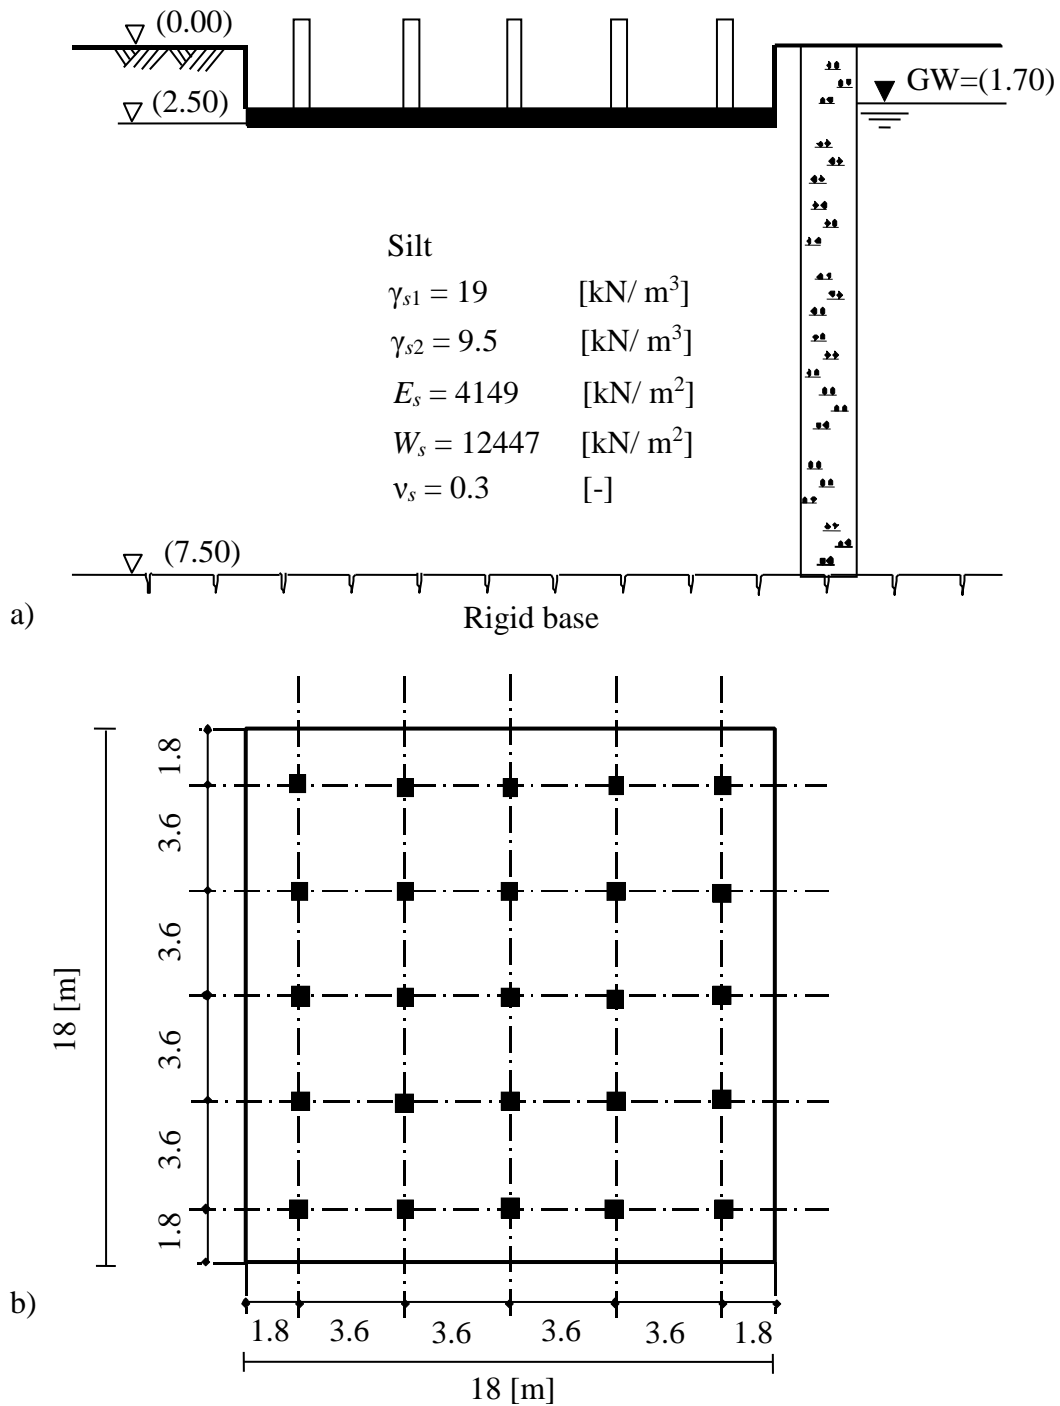 (0.00)
GW=(1.70)
(2.50)
Silt
γs1 = 19 [kN/ m³]
γs2 = 9.5 [kN/ m³]
Es = 4149 [kN/ m²]
Ws = 12447 [kN/ m²]
νs = 0.3 [-]
(7.50)
a)
Rigid base
1.8
3.6
3.6
3.6
3.6
1.8
18 [m]
b)
1.8 3.6 3.6 3.6 3.6 1.8
18 [m]